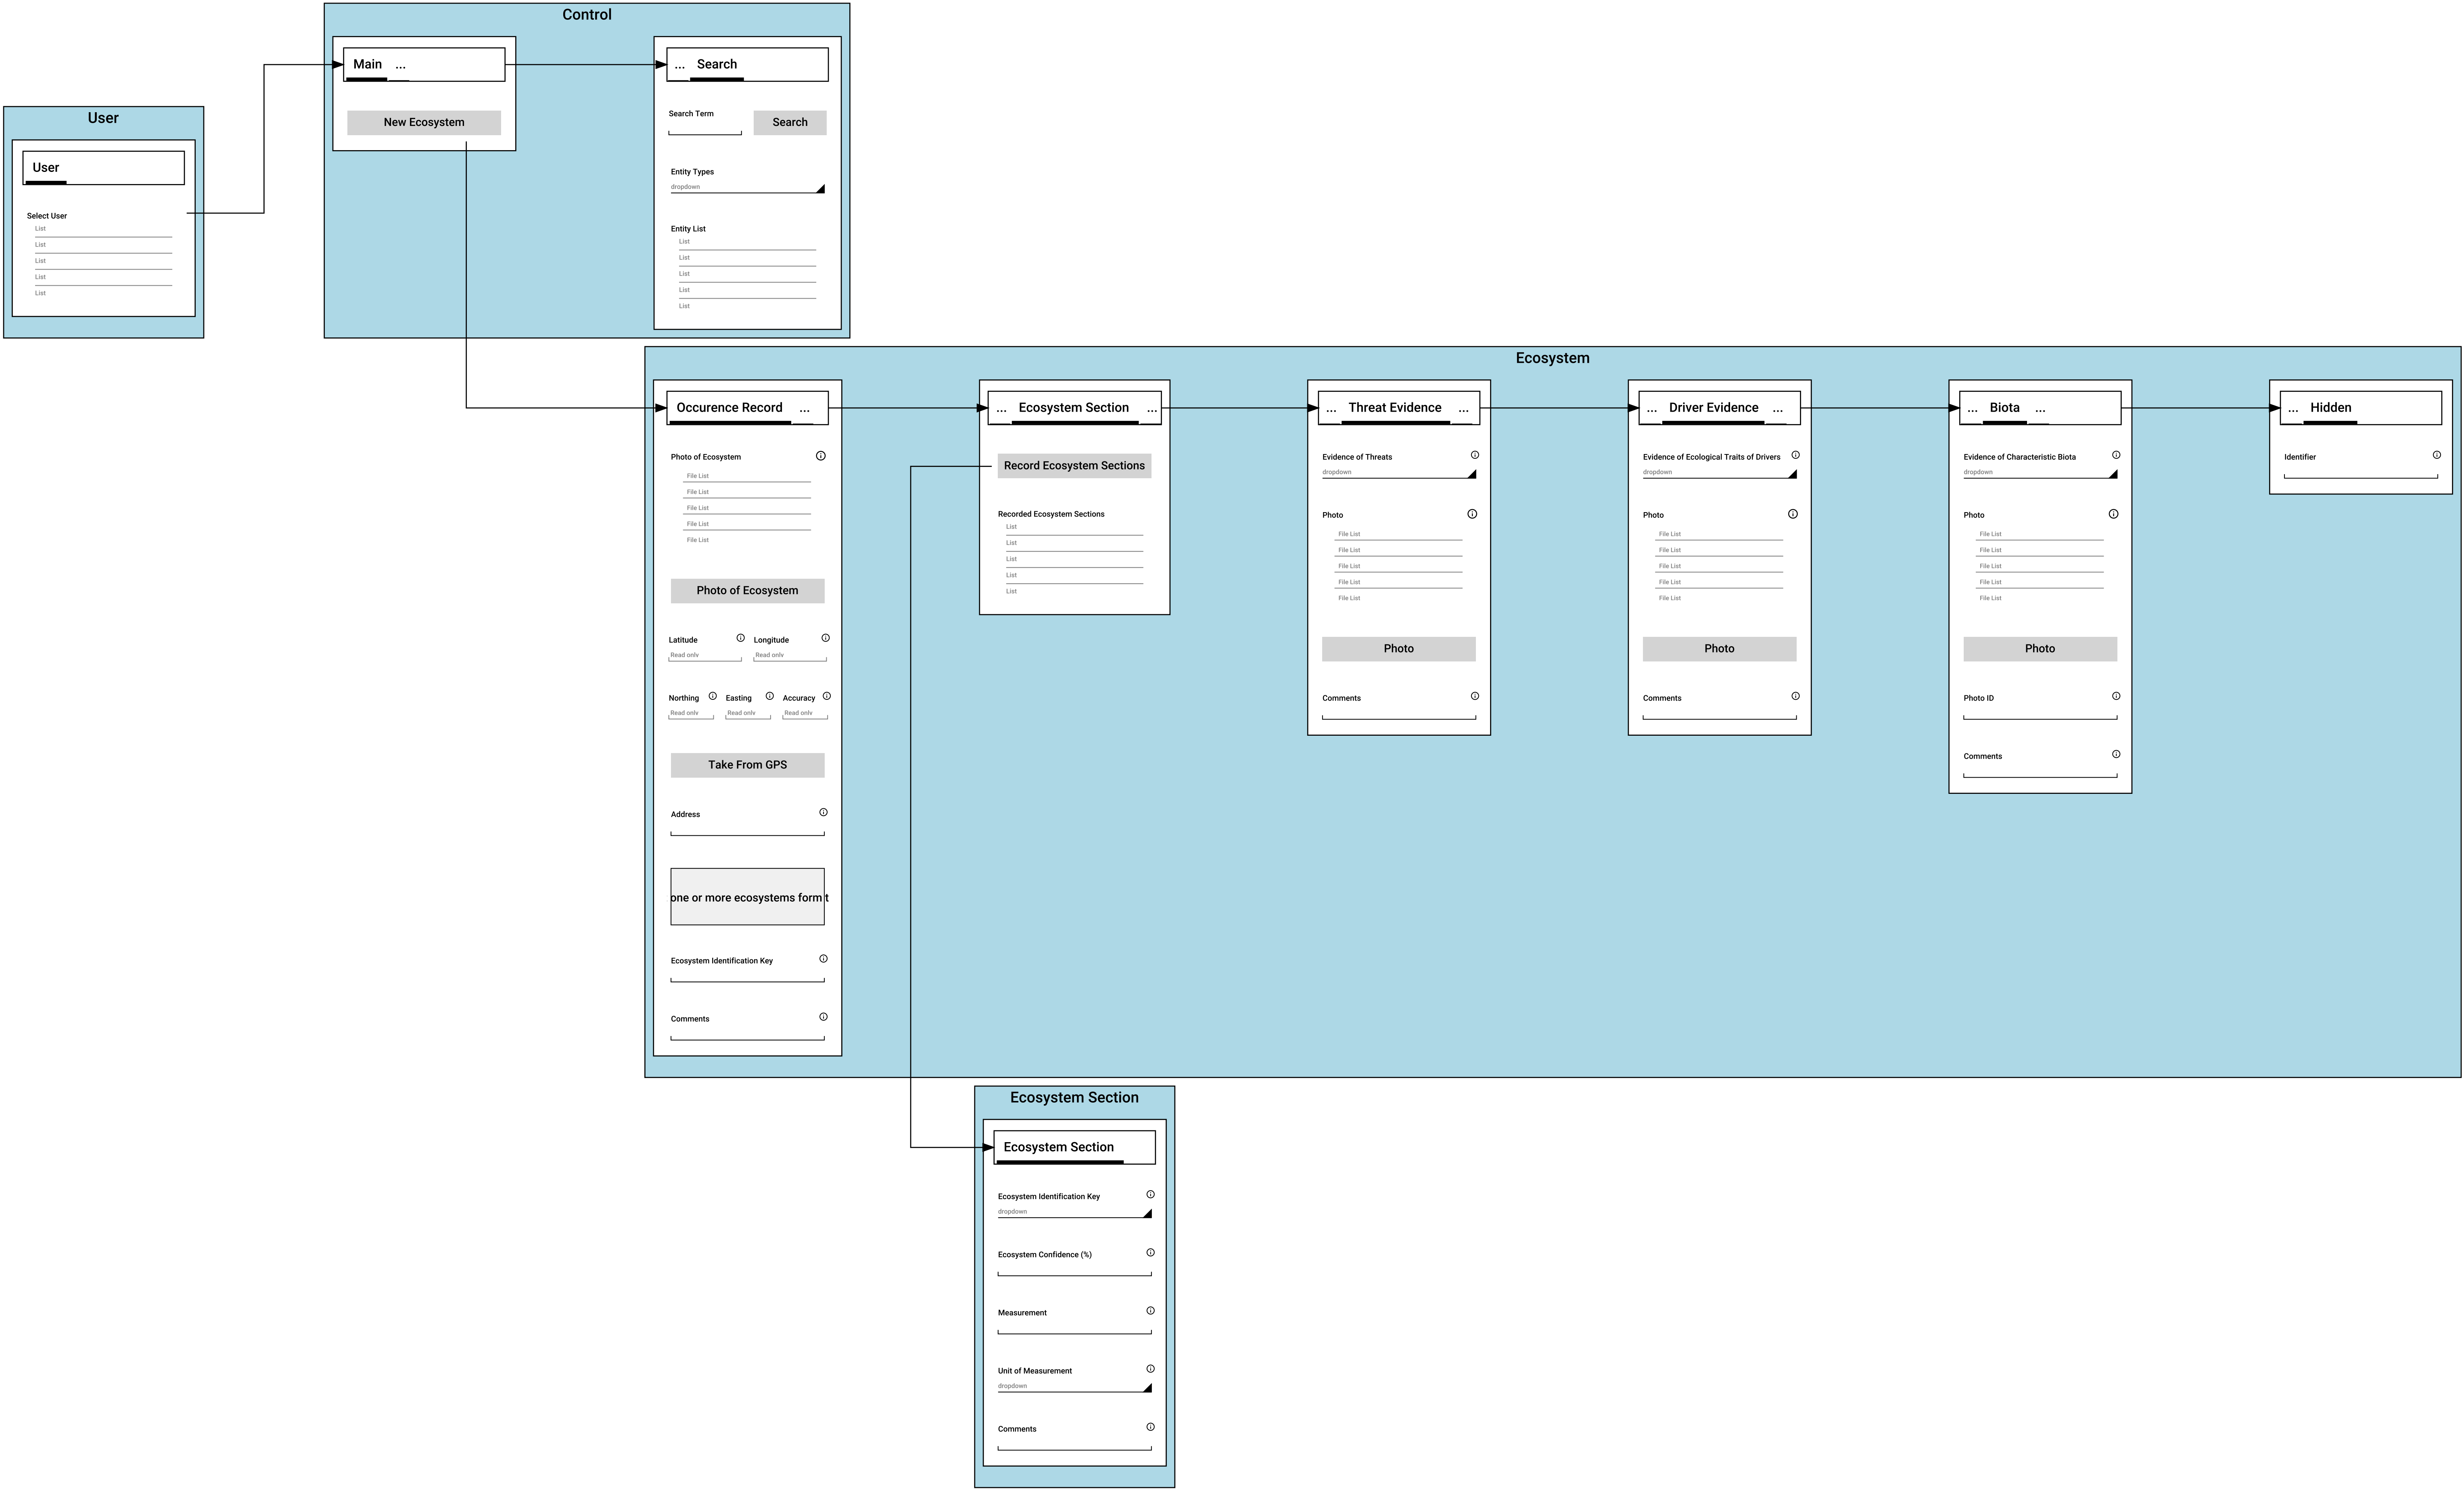 Control
Main ...
New Ecosystem
... Search
Search Term
Search
Entity Types
dropdown
Entity List
List
List
List
List
List
User
User
Select User
List
List
List
List
List
Ecosystem
Occurence Record ...
Photo of Ecosystem
File List
File List
File List
File List
File List
Photo of Ecosystem
Latitude Longitude
Read only Read only
Northing Easting Accuracy
Read only Read only Read only
Take From GPS
Address
one or more ecosystems form t
Ecosystem Identification Key
Comments
... Ecosystem Section ...
Record Ecosystem Sections
Recorded Ecosystem Sections
List
List
List
List
List
... Threat Evidence ...
Evidence of Threats
dropdown
Photo
File List
File List
File List
File List
File List
Photo
Comments
... Driver Evidence ...
Evidence of Ecological Traits of Drivers
dropdown
Photo
File List
File List
File List
File List
File List
Photo
Comments
... Biota ...
Evidence of Characteristic Biota
dropdown
Photo
File List
File List
File List
File List
File List
Photo
Photo ID
Comments
... Hidden
Identifier
Ecosystem Section
Ecosystem Section
Ecosystem Identification Key
dropdown
Ecosystem Confidence (%)
Measurement
Unit of Measurement
dropdown
Comments